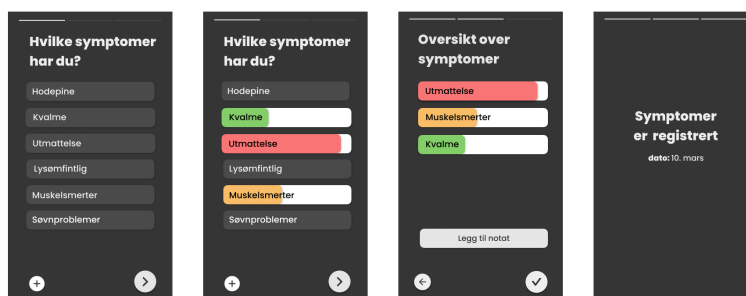 Hvilke symptomer
har du?
Hodepine
Kvalme
Utmattelse
Lysømfintlig
Muskelsmerter
Søvnproblemer
Hvilke symptomer
har du?
Hodepine
Kvalme
Utmattelse
Lysømfintlig
Muskelsmerter
Søvnproblemer
Oversikt over
symptomer
Utmattelse
Muskelsmerter
Kvalme
Legg til notat
Symptomer
er registrert
dato: 10. mars